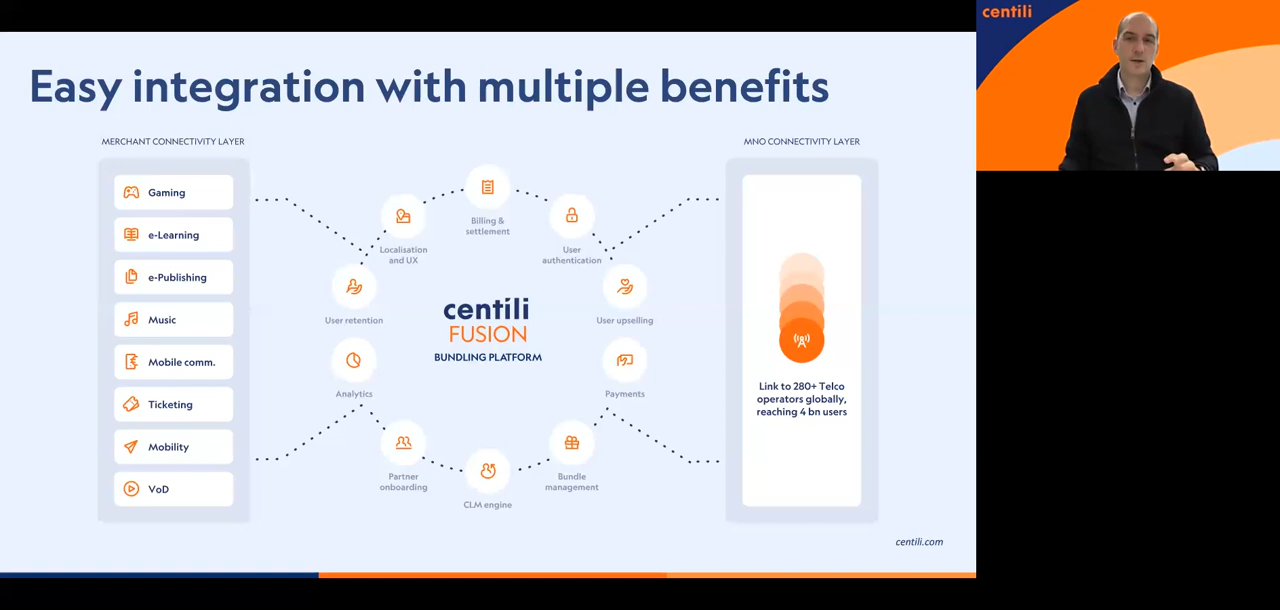 centili
Easy integration with multiple benefits
MERCHANT CONNECTIVITY LAYER
MNO CONNECTIVITY LAYER
Gaming
e-Learning
e-Publishing
Music
Mobile comm.
Ticketing
Mobility
VoD
Billing &
settlement
Localisation
and UX
User
authentication
User retention
User upselling
centili
FUSION
BUNDLING PLATFORM
Analytics
Payments
Partner
onboarding
CLM engine
Bundle
management
Link to 280+ Telco
operators globally,
reaching 4 bn users
centili.com